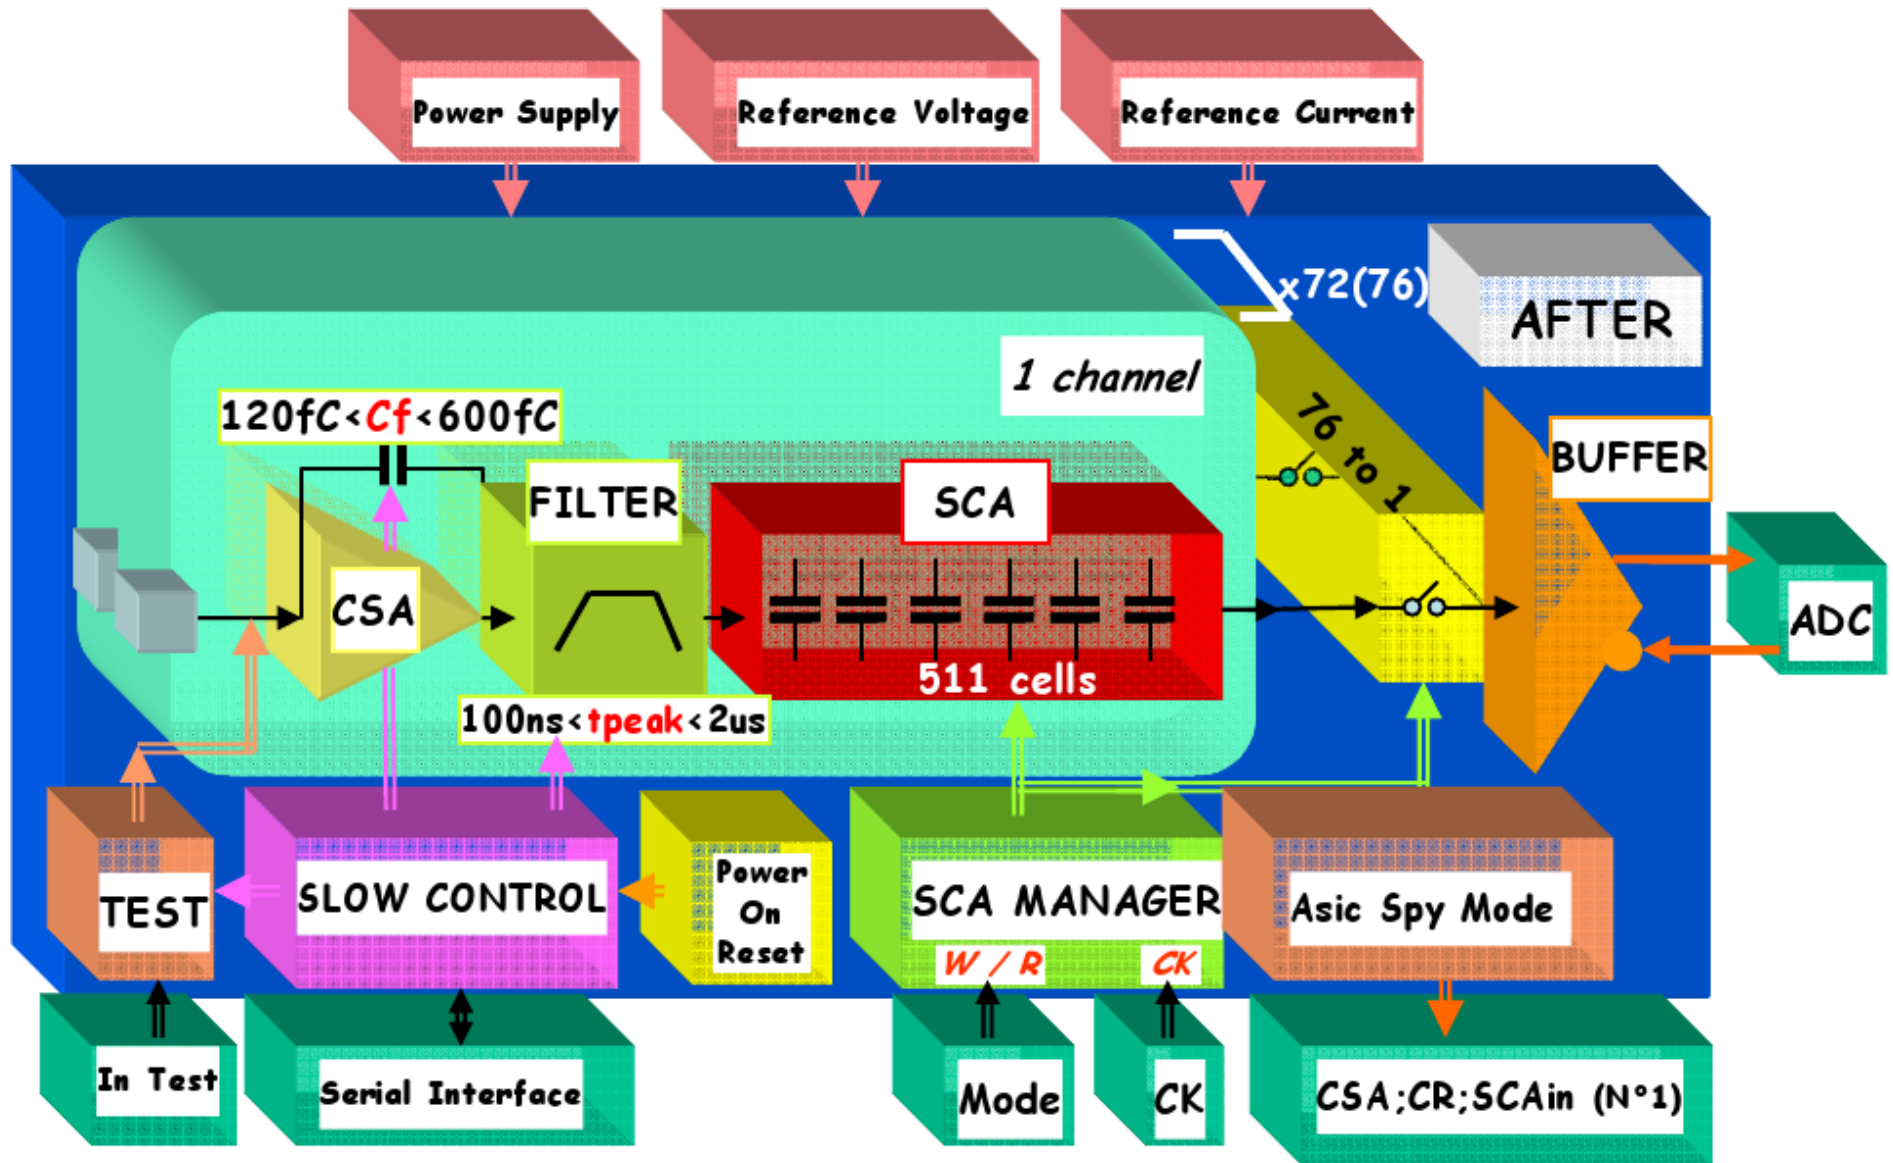 Power Supply
Reference Voltage
Reference Current
x72(76)
AFTER
1 channel
120fC<Cf<600fC
76 to 1
BUFFER
FILTER
SCA
CSA
ADC
511 cells
100ns<tpeak<2us
TEST
SLOW CONTROL
Power
On
Reset
SCA MANAGER
W / R
CK
Asic Spy Mode
In Test
Serial Interface
Mode
CK
CSA;CR;SCAin (N°1)